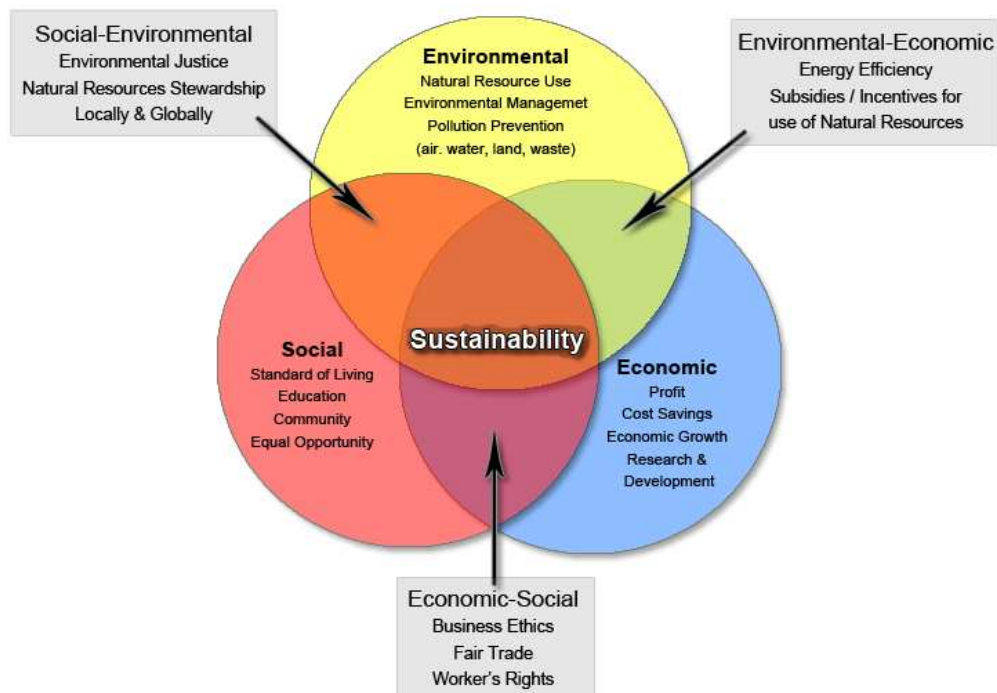 Social-Environmental
Environmental Justice
Natural Resources Stewardship
Locally & Globally
Environmental
Natural Resource Use
Environmental Managemet
Pollution Prevention
(air. water, land, waste)
Environmental-Economic
Energy Efficiency
Subsidies / Incentives for
use of Natural Resources
Sustainability
Social
Standard of Living
Education
Community
Equal Opportunity
Economic
Profit
Cost Savings
Economic Growth
Research &
Development
Economic-Social
Business Ethics
Fair Trade
Worker's Rights